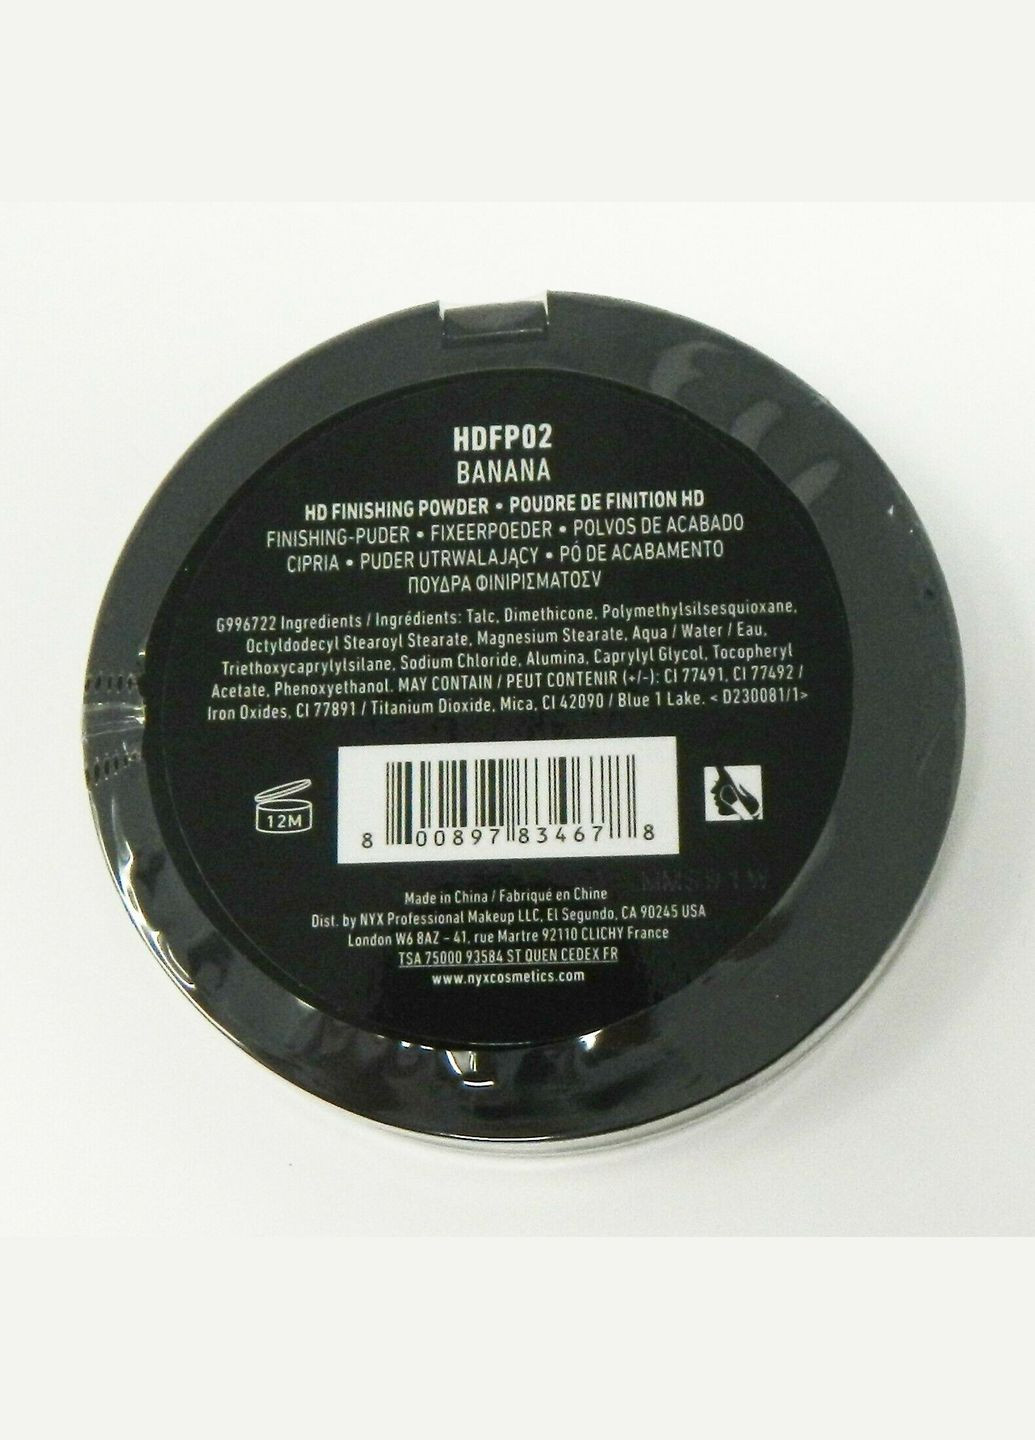 HDFP02
BANANA
HD FINISHING POWDER • POUDRE DE FINITION HD
FINISHING-PUDER • FIXEERPOEDER • POLVOS DE ACABADO
CIPRIA • PUDER UTRWALAJĄCY • PÓ DE ACABAMENTO
ΠΟΥΔΡΑ ΦΙΝΙΡΙΣΜΑΤΟΣV
G996722 Ingredients / Ingrédients: Talc, Dimethicone, Polymethylsilsesquioxane,
Octyldodecyl Stearoyl Stearate, Magnesium Stearate, Aqua / Water / Eau,
Triethoxycaprylylsilane, Sodium Chloride, Alumina, Caprylyl Glycol, Tocopheryl
Acetate, Phenoxyethanol. MAY CONTAIN / PEUT CONTENIR (+/-): CI 77491, CI 77492 /
Iron Oxides, CI 77891 / Titanium Dioxide, Mica, CI 42090 / Blue 1 Lake. < D230081/1>
12M
8 00897 83467 8
Made in China / Fabriqué en Chine
Dist. by NYX Professional Makeup LLC, El Segundo, CA 90245 USA
London W6 8AZ - 41, rue Martre 92110 CLICHY France
TSA 75000 93584 ST QUEN CEDEX FR
www.nyxcosmetics.com